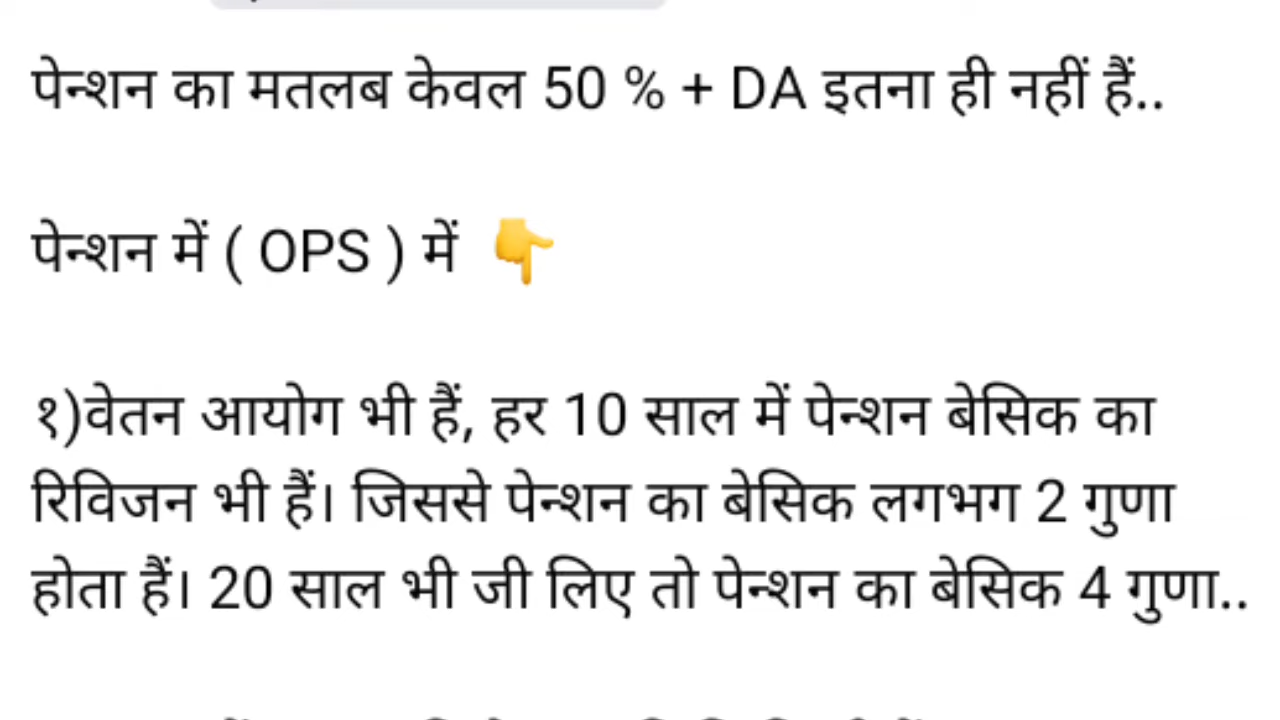 पेन्शन का मतलब केवल 50 % + DA इतना ही नहीं हैं..
पेन्शन में ( OPS ) में 👇
१)वेतन आयोग भी हैं, हर 10 साल में पेन्शन बेसिक का
रिविजन भी हैं। जिससे पेन्शन का बेसिक लगभग 2 गुणा
होता हैं। 20 साल भी जी लिए तो पेन्शन का बेसिक 4 गुणा..